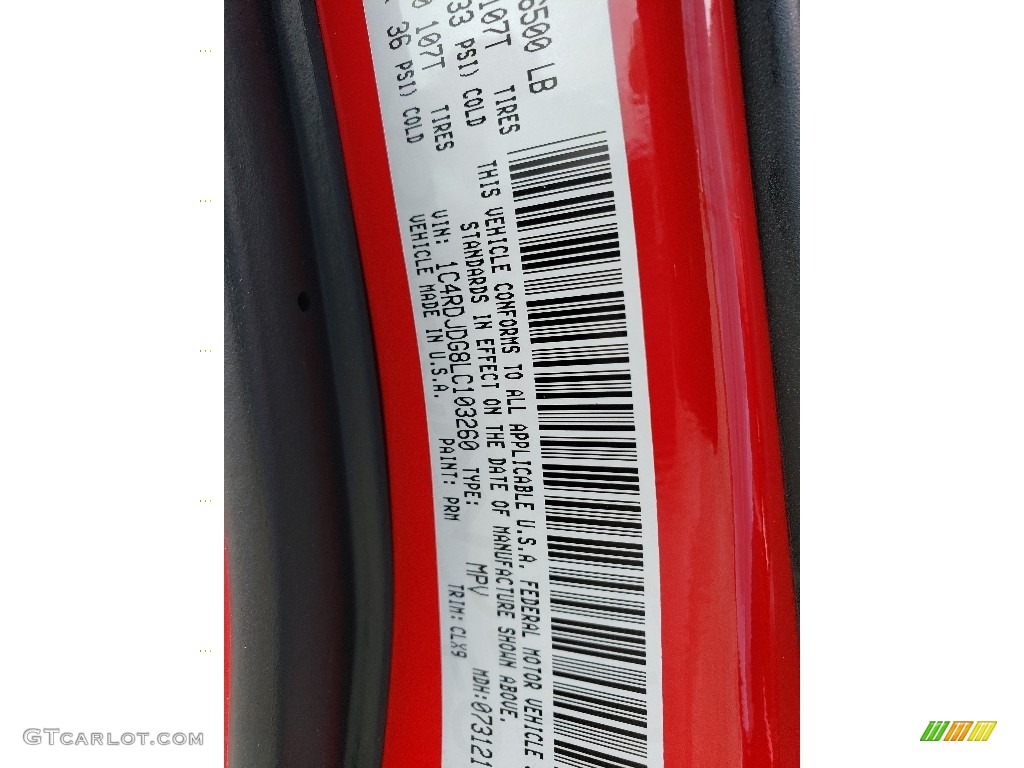 6500 LB
107T TIRES
33 PSI) COLD
0 107T TIRES
36 PSI) COLD
THIS VEHICLE CONFORMS TO ALL APPLICABLE U.S.A. FEDERAL MOTOR VEHICLE
STANDARDS IN EFFECT ON THE DATE OF MANUFACTURE SHOWN ABOVE.
VIN: 1C4RDJDG8LC103260 TYPE: MPV MDH:073121
VEHICLE MADE IN U.S.A. PAINT: PRM TRIM: CLX9
GTCARLOT.COM